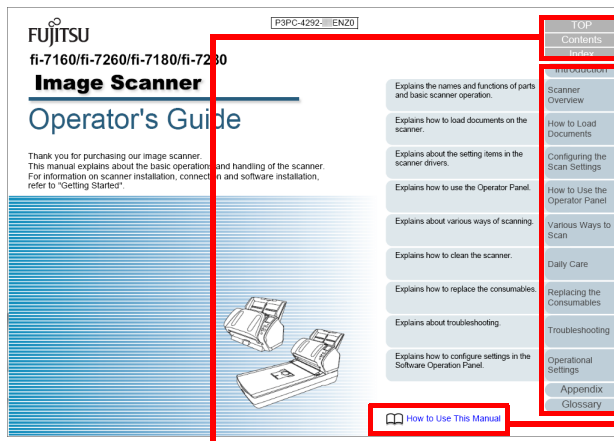 P3PC-4292- ENZ0
FUJITSU
fi-7160/fi-7260/fi-7180/fi-7280
Image Scanner
Operator's Guide
Thank you for purchasing our image scanner.
This manual explains about the basic operations and handling of the scanner.
For information on scanner installation, connection and software installation,
refer to "Getting Started".
TOP
Contents
Index
Introduction
Explains the names and functions of parts
and basic scanner operation.
Scanner
Overview
Explains how to load documents on the
scanner.
How to Load
Documents
Explains about the setting items in the
scanner drivers.
Configuring the
Scan Settings
Explains how to use the Operator Panel.
How to Use the
Operator Panel
Explains about various ways of scanning.
Various Ways to
Scan
Explains how to clean the scanner.
Daily Care
Explains how to replace the consumables.
Replacing the
Consumables
Explains about troubleshooting.
Troubleshooting
Explains how to configure settings in the
Software Operation Panel.
Operational
Settings
Appendix
Glossary
How to Use This Manual